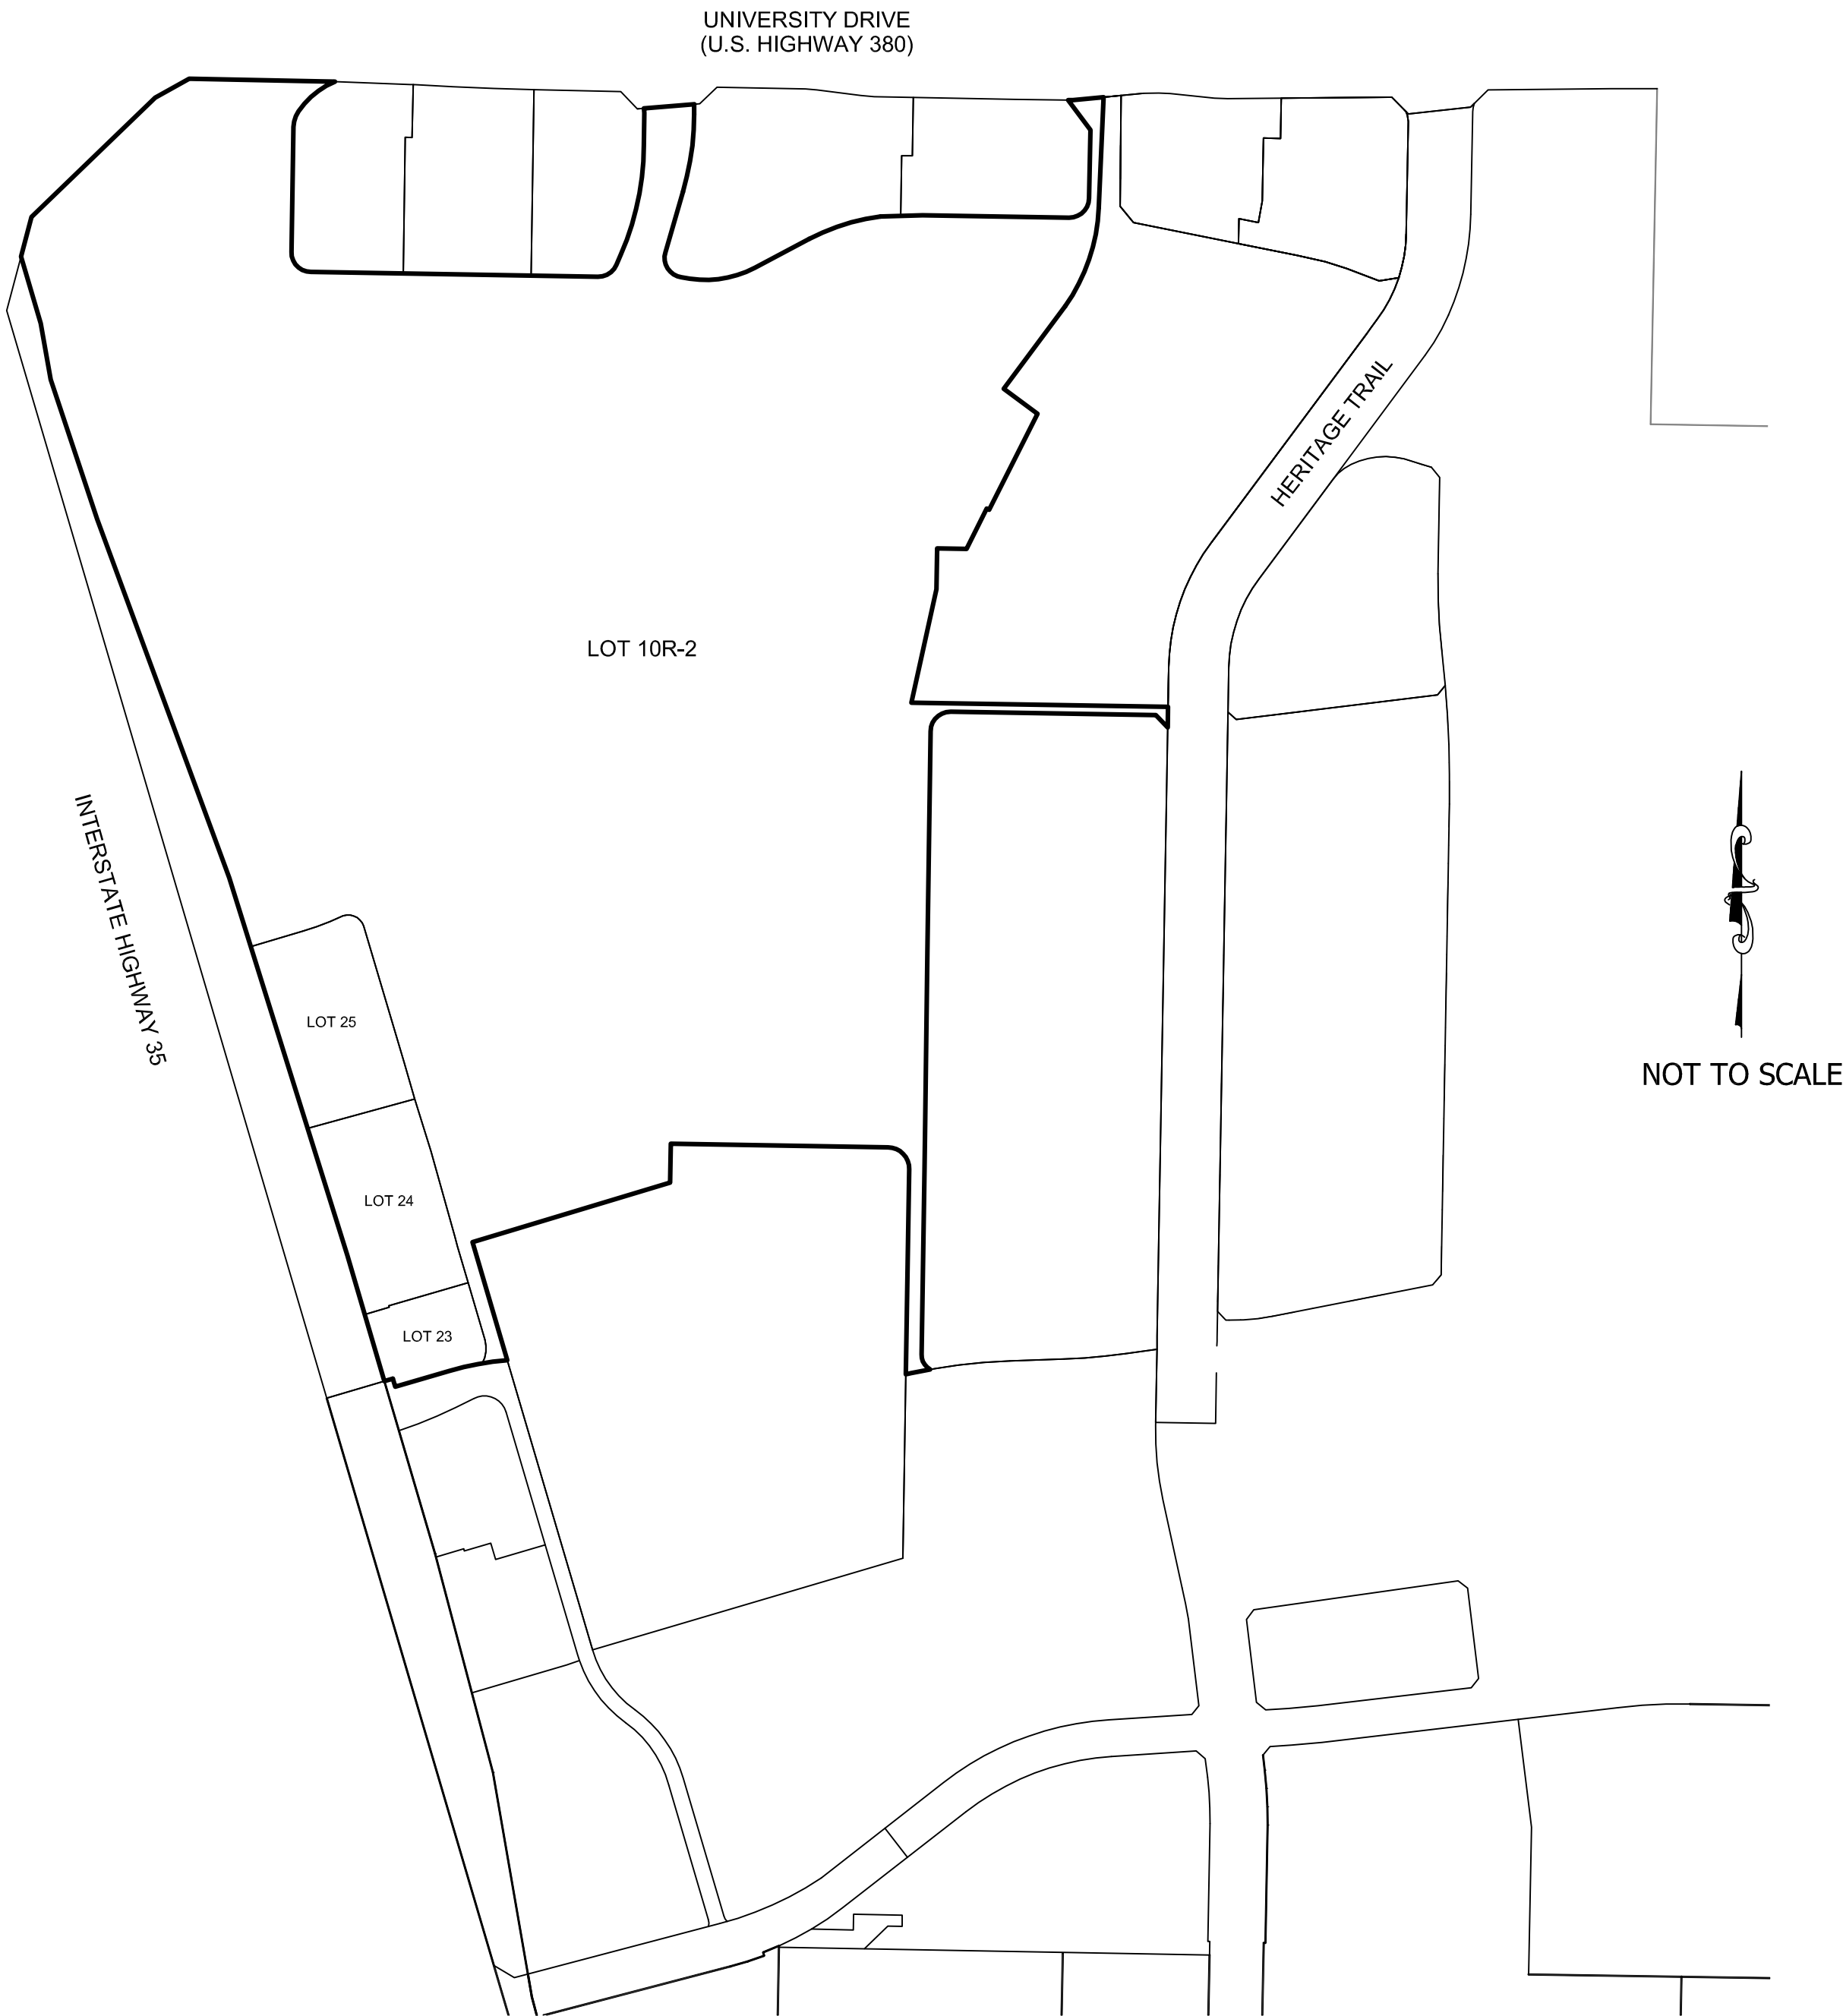 UNIVERSITY DRIVE
(U.S. HIGHWAY 380)
HERITAGE TRAIL
LOT 10R-2
INTERSTATE HIGHWAY 35
LOT 25
NOT TO SCALE
LOT 24
LOT 23